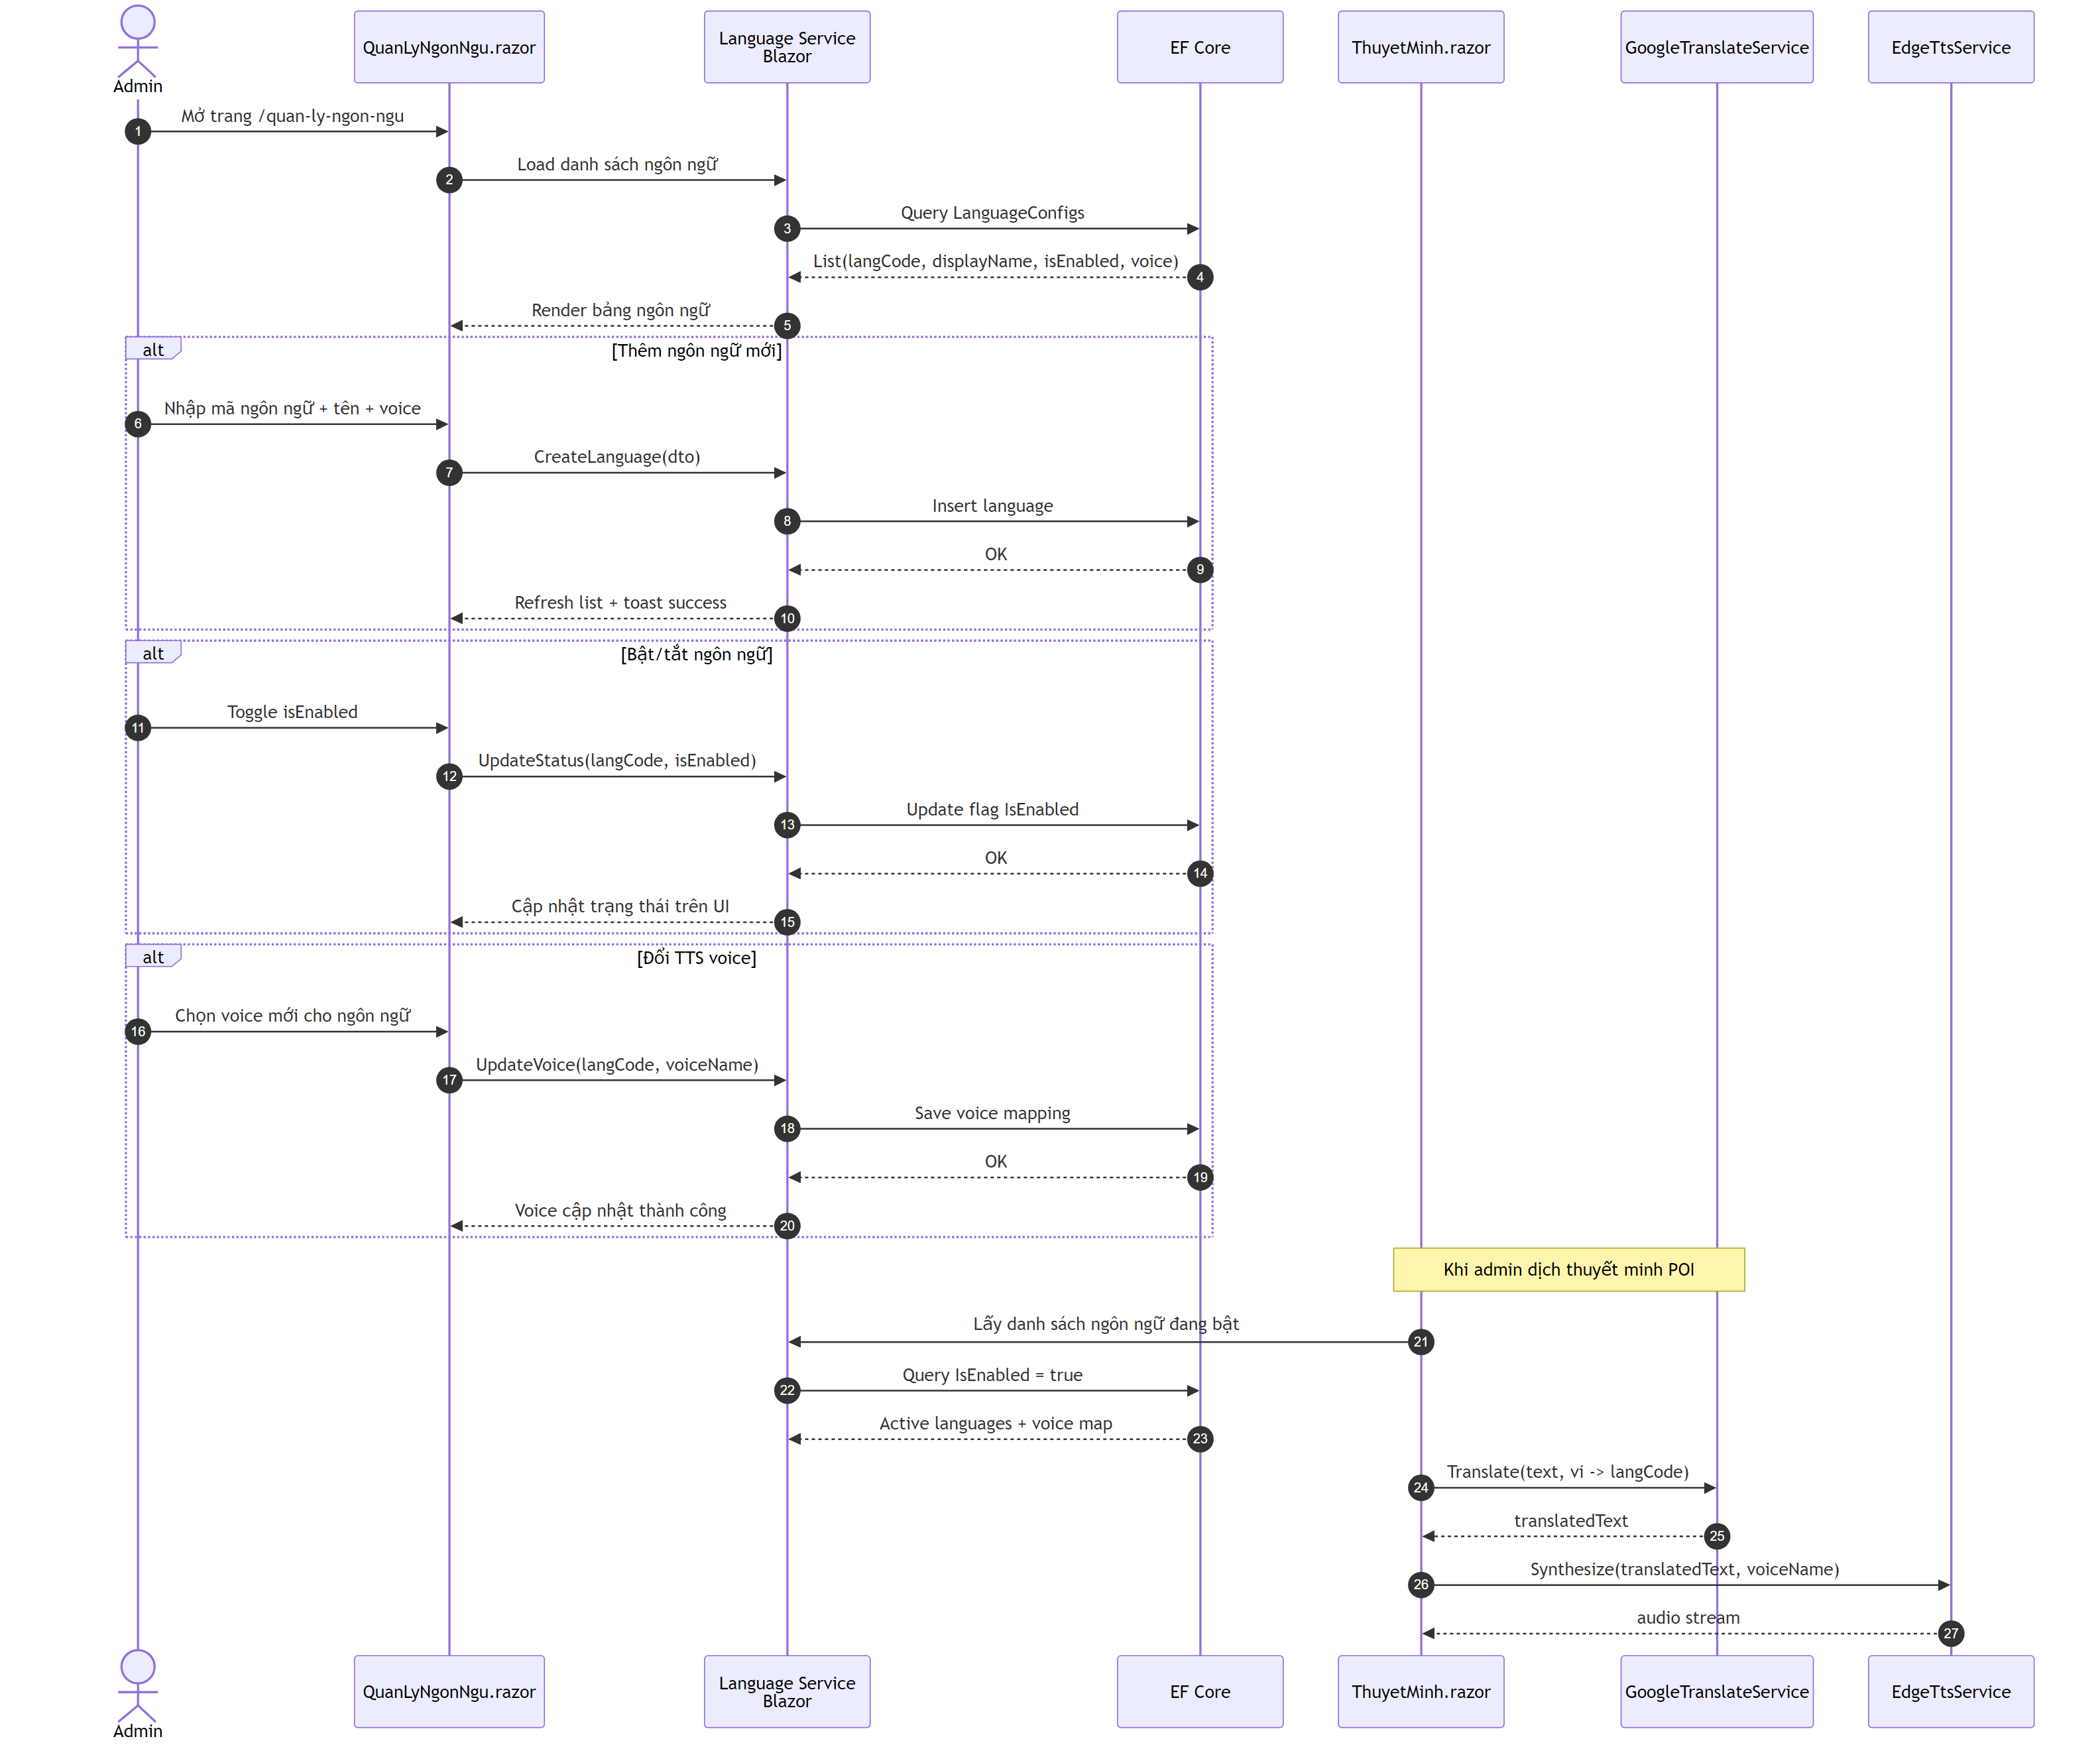 Admin
QuanLyNgonNgu.razor
Language Service
Blazor
EF Core
ThuyetMinh.razor
GoogleTranslateService
EdgeTtsService
1
Mở trang /quan-ly-ngon-ngu
2
Load danh sách ngôn ngữ
3
Query LanguageConfigs
List(langCode, displayName, isEnabled, voice)
4
Render bảng ngôn ngữ
5
alt
[Thêm ngôn ngữ mới]
6
Nhập mã ngôn ngữ + tên + voice
7
CreateLanguage(dto)
8
Insert language
OK
9
Refresh list + toast success
10
alt
[Bật/tắt ngôn ngữ]
11
Toggle isEnabled
12
UpdateStatus(langCode, isEnabled)
13
Update flag IsEnabled
OK
14
Cập nhật trạng thái trên UI
15
alt
[Đổi TTS voice]
16
Chọn voice mới cho ngôn ngữ
17
UpdateVoice(langCode, voiceName)
18
Save voice mapping
OK
19
Voice cập nhật thành công
20
Khi admin dịch thuyết minh POI
Lấy danh sách ngôn ngữ đang bật
21
22
Query IsEnabled = true
Active languages + voice map
23
24
Translate(text, vi -> langCode)
translatedText
25
26
Synthesize(translatedText, voiceName)
audio stream
27
Admin
QuanLyNgonNgu.razor
Language Service
Blazor
EF Core
ThuyetMinh.razor
GoogleTranslateService
EdgeTtsService